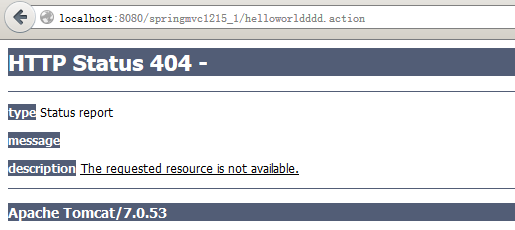 localhost:8080/springmvc1215_1/helloworldddd.action
HTTP Status 404 -
type Status report
message
description The requested resource is not available.
Apache Tomcat/7.0.53